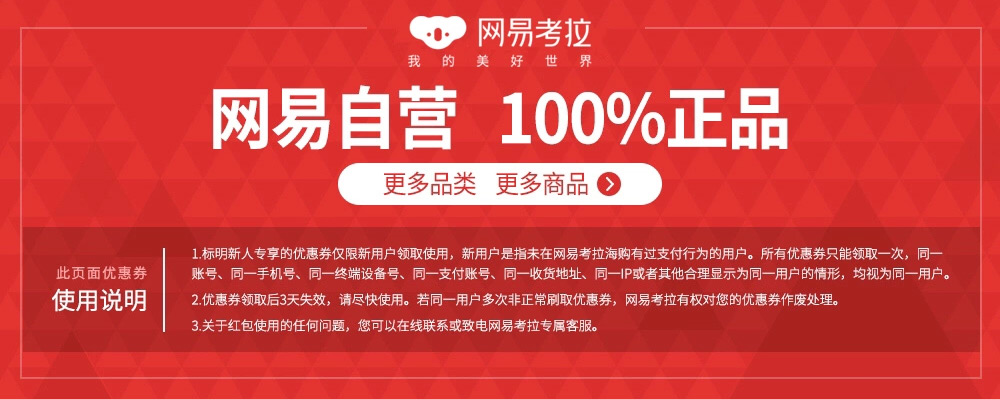 网易考拉
我的美好世界
网易自营 100%正品
更多品类 更多商品
此页面优惠券
使用说明
1.标明新人专享的优惠券仅限新用户领取使用，新用户是指未在网易考拉海购有过支付行为的用户。所有优惠券只能领取一次，同一
账号、同一手机号、同一终端设备号、同一支付账号、同一收货地址、同一IP或者其他合理显示为同一用户的情形，均视为同一用户。
2.优惠券领取后3天失效，请尽快使用。若同一用户多次非正常刷取优惠券，网易考拉有权对您的优惠券作废处理。
3.关于红包使用的任何问题，您可以在线联系或致电网易考拉专属客服。